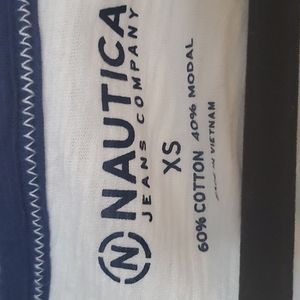 N NAUTICA
JEANS COMPANY
XS
60% COTTON 40% MODAL
IN VIETNAM